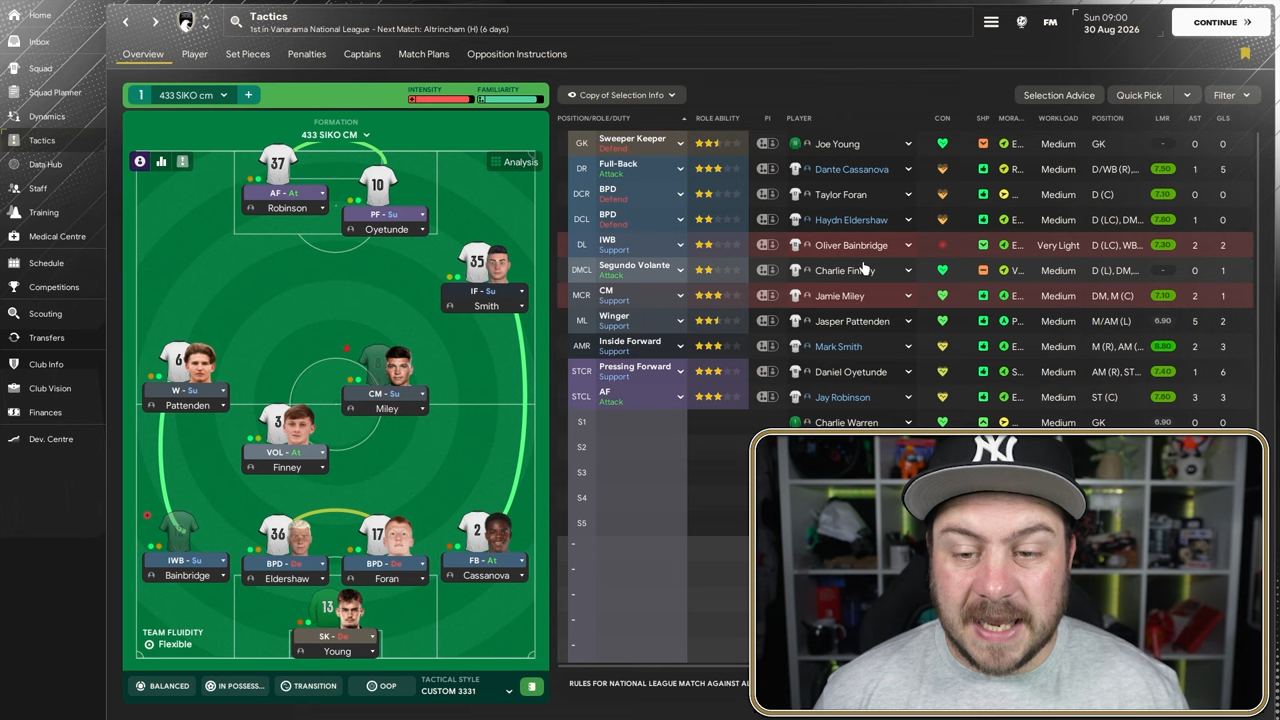 Home
Inbox
Squad
Squad Planner
Dynamics
Tactics
Data Hub
Staff
Training
Medical Centre
Schedule
Competitions
Scouting
Transfers
Club Info
Club Vision
Finances
Dev. Centre
Tactics
1st in Vanarama National League - Next Match: Altrincham (H) (6 days)
FM
Sun 09:00
30 Aug 2026
CONTINUE
Overview Player Set Pieces Penalties Captains Match Plans Opposition Instructions
1 433 SIKO cm
INTENSITY FAMILIARITY
FORMATION
433 SIKO CM
Analysis
37
AF - At
Robinson
10
PF - Su
Oyetunde
35
IF - Su
Smith
6
W - Su
Pattenden
CM - Su
Miley
3
VOL - At
Finney
IWB - Su
Bainbridge
36
BPD - De
Eldershaw
17
BPD - De
Foran
2
FB - At
Cassanova
13
SK - De
Young
TEAM FLUIDITY
Flexible
BALANCED IN POSSESS... TRANSITION OOP
TACTICAL STYLE
CUSTOM 3331
Copy of Selection Info
Selection Advice Quick Pick Filter
POSITION/ROLE/DUTY ROLE ABILITY PI PLAYER CON SHP MORA... WORKLOAD POSITION LMR AST GLS
GK Sweeper Keeper Defend Joe Young E... Medium GK - 0 0
DR Full-Back Attack Dante Cassanova R... Medium D/WB (R),... 7.50 1 5
DCR BPD Defend Taylor Foran ... Medium D (C) 7.10 0 0
DCL BPD Defend Haydn Eldershaw E... Medium D (LC), DM... 7.80 1 0
DL IWB Support Oliver Bainbridge E... Very Light D (LC), WB... 7.30 2 2
DMCL Segundo Volante Attack Charlie Finney V... Medium D (L), DM,... - 0 1
MCR CM Support Jamie Miley E... Medium DM, M (C) 7.10 2 1
ML Winger Support Jasper Pattenden P... Medium M/AM (L) 6.90 5 2
AMR Inside Forward Support Mark Smith E... Medium M (R), AM (... 8.80 2 3
STCR Pressing Forward Support Daniel Oyetunde S... Medium AM (R), ST... 7.40 1 6
STCL AF Attack Jay Robinson E... Medium ST (C) 7.60 3 3
S1 Charlie Warren ... Medium GK 6.90 0 0
S2
S3
S4
S5
-
-
-
-
-
RULES FOR NATIONAL LEAGUE MATCH AGAINST AL
NY